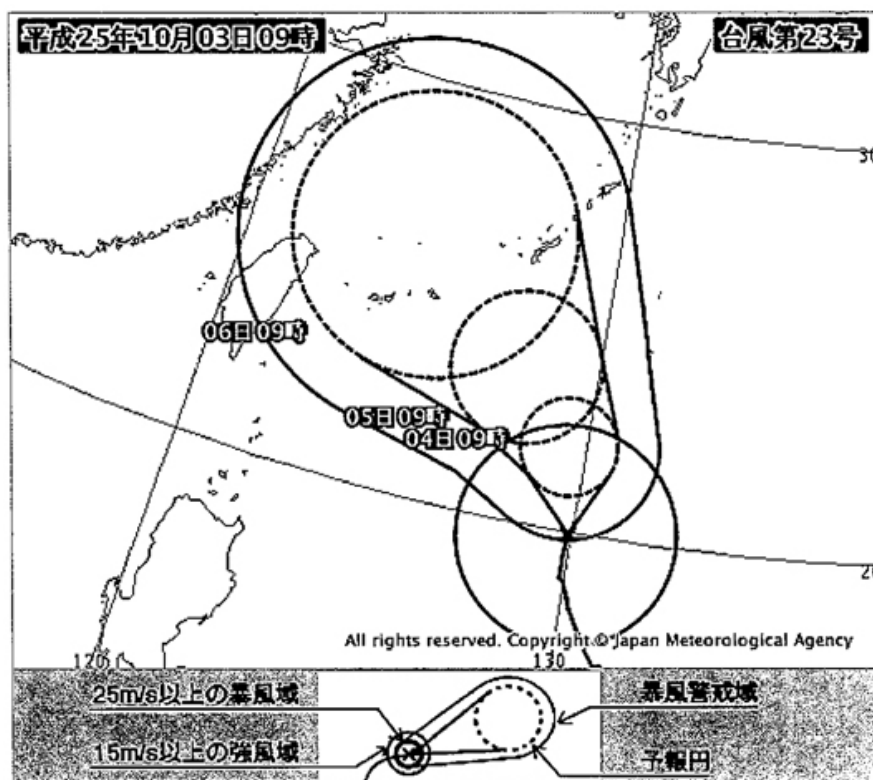 平成25年10月03日09時
台風第23号
30
06日09時
05日09時
04日09時
20
All rights reserved. Copyright © Japan Meteorological Agency
120
130
25m/s以上の暴風域
暴風警戒域
15m/s以上の強風域
予報円